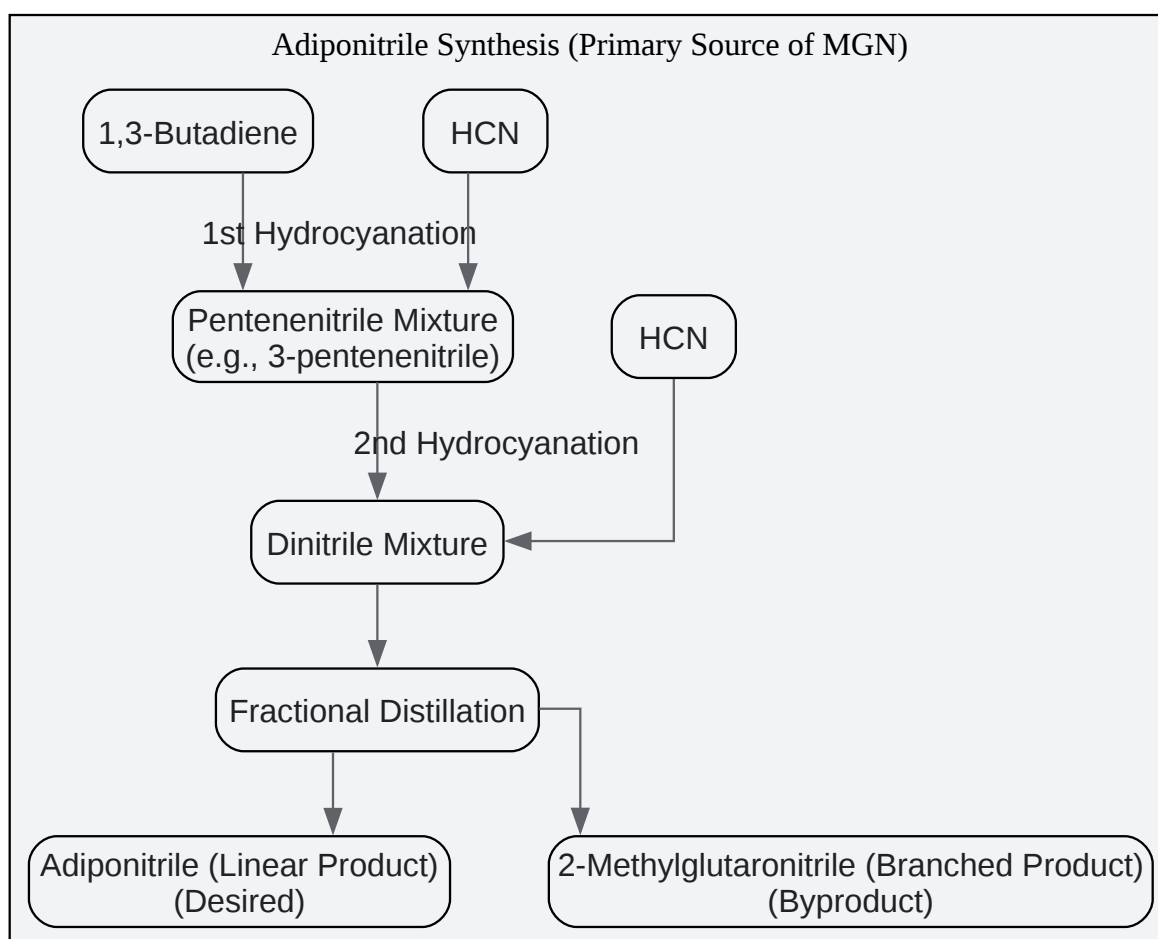 Adiponitrile Synthesis (Primary Source of MGN)
1,3-Butadiene
HCN
1st Hydrocyanation
Pentenenitrile Mixture
(e.g., 3-pentenenitrile)
HCN
2nd Hydrocyanation
Dinitrile Mixture
Fractional Distillation
Adiponitrile (Linear Product)
(Desired)
2-Methylglutaronitrile (Branched Product)
(Byproduct)